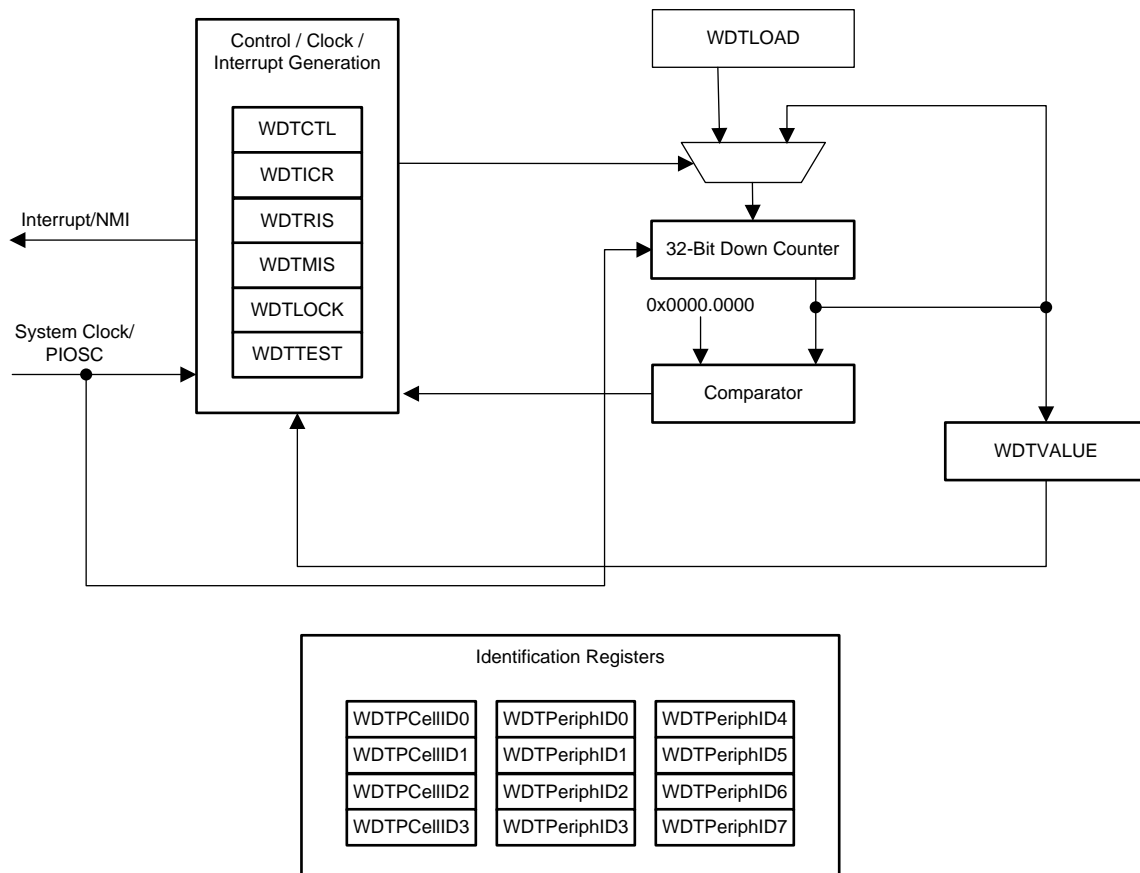 Control / Clock /
Interrupt Generation
WDTCTL
WDTICR
WDTRIS
WDTMIS
WDTLOCK
WDTTEST
Interrupt/NMI
System Clock/
PIOSC
WDTLOAD
32-Bit Down Counter
0x0000.0000
Comparator
WDTVALUE
Identification Registers
WDTPCellID0
WDTPeriphID0
WDTPeriphID4
WDTPCellID1
WDTPeriphID1
WDTPeriphID5
WDTPCellID2
WDTPeriphID2
WDTPeriphID6
WDTPCellID3
WDTPeriphID3
WDTPeriphID7